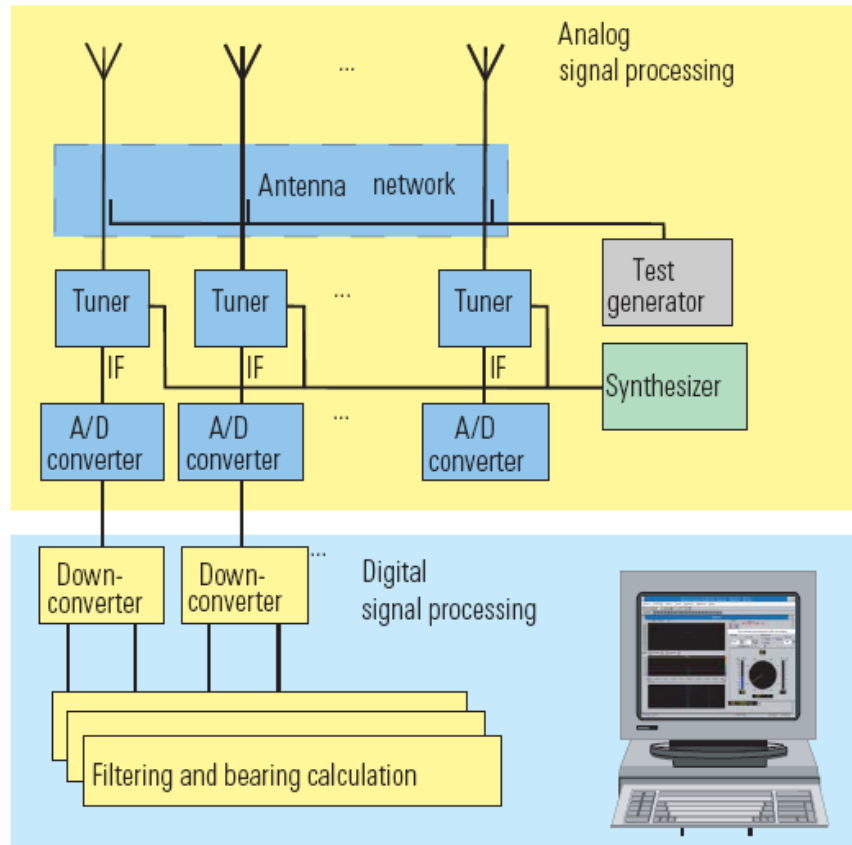 Analog
signal processing
...
Antenna network
Test
generator
Tuner
Tuner
...
Tuner
IF
IF
IF
Synthesizer
A/D
converter
A/D
converter
...
A/D
converter
Down-
converter
Down-
converter
...
Digital
signal processing
Filtering and bearing calculation